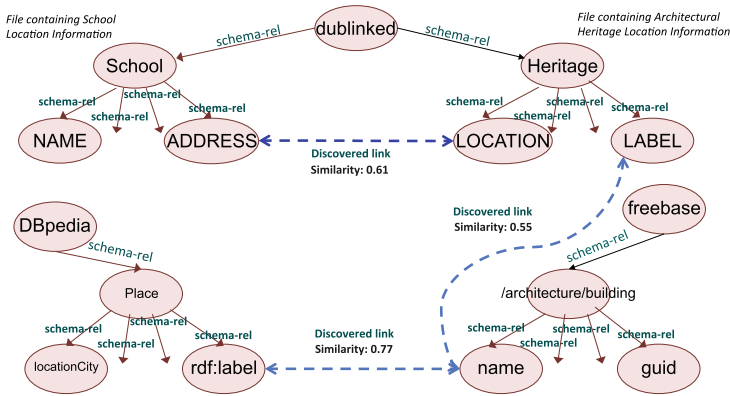 File containing School
Location Information
dublinked
File containing Architectural
Heritage Location Information
schema-rel
schema-rel
School
Heritage
schema-rel
schema-rel
schema-rel
schema-rel
schema-rel
schema-rel
schema-rel
schema-rel
NAME
ADDRESS
LOCATION
LABEL
Discovered link
Similarity: 0.61
DBpedia
schema-rel
Discovered link
Similarity: 0.55
freebase
schema-rel
Place
/architecture/building
schema-rel
schema-rel
schema-rel
schema-rel
schema-rel
schema-rel
schema-rel
schema-rel
locationCity
rdf:label
Discovered link
Similarity: 0.77
name
guid